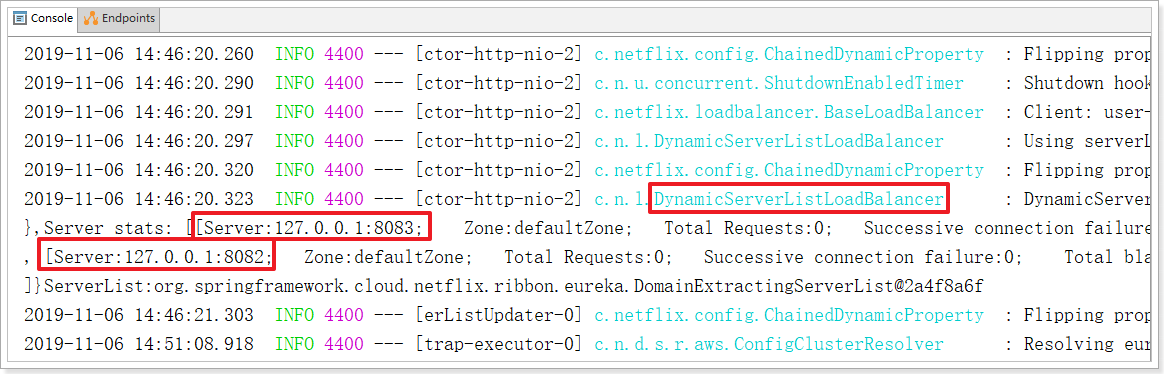 Console Endpoints
2019-11-06 14:46:20.260 INFO 4400 --- [ctor-http-nio-2] c.netflix.config.ChainedDynamicProperty : Flipping prop
2019-11-06 14:46:20.290 INFO 4400 --- [ctor-http-nio-2] c.n.u.concurrent.ShutdownEnabledTimer : Shutdown hook
2019-11-06 14:46:20.291 INFO 4400 --- [ctor-http-nio-2] c.netflix.loadbalancer.BaseLoadBalancer : Client: user-
2019-11-06 14:46:20.297 INFO 4400 --- [ctor-http-nio-2] c.n.l.DynamicServerListLoadBalancer : Using serverL
2019-11-06 14:46:20.320 INFO 4400 --- [ctor-http-nio-2] c.netflix.config.ChainedDynamicProperty : Flipping prop
2019-11-06 14:46:20.323 INFO 4400 --- [ctor-http-nio-2] c.n.l.DynamicServerListLoadBalancer : DynamicServer
},Server stats: [[Server:127.0.0.1:8083; Zone:defaultZone; Total Requests:0; Successive connection failure
, [Server:127.0.0.1:8082; Zone:defaultZone; Total Requests:0; Successive connection failure:0; Total bla
]}ServerList:org.springframework.cloud.netflix.ribbon.eureka.DomainExtractingServerList@2a4f8a6f
2019-11-06 14:46:21.303 INFO 4400 --- [erListUpdater-0] c.netflix.config.ChainedDynamicProperty : Flipping prop
2019-11-06 14:51:08.918 INFO 4400 --- [trap-executor-0] c.n.d.s.r.aws.ConfigClusterResolver : Resolving eur